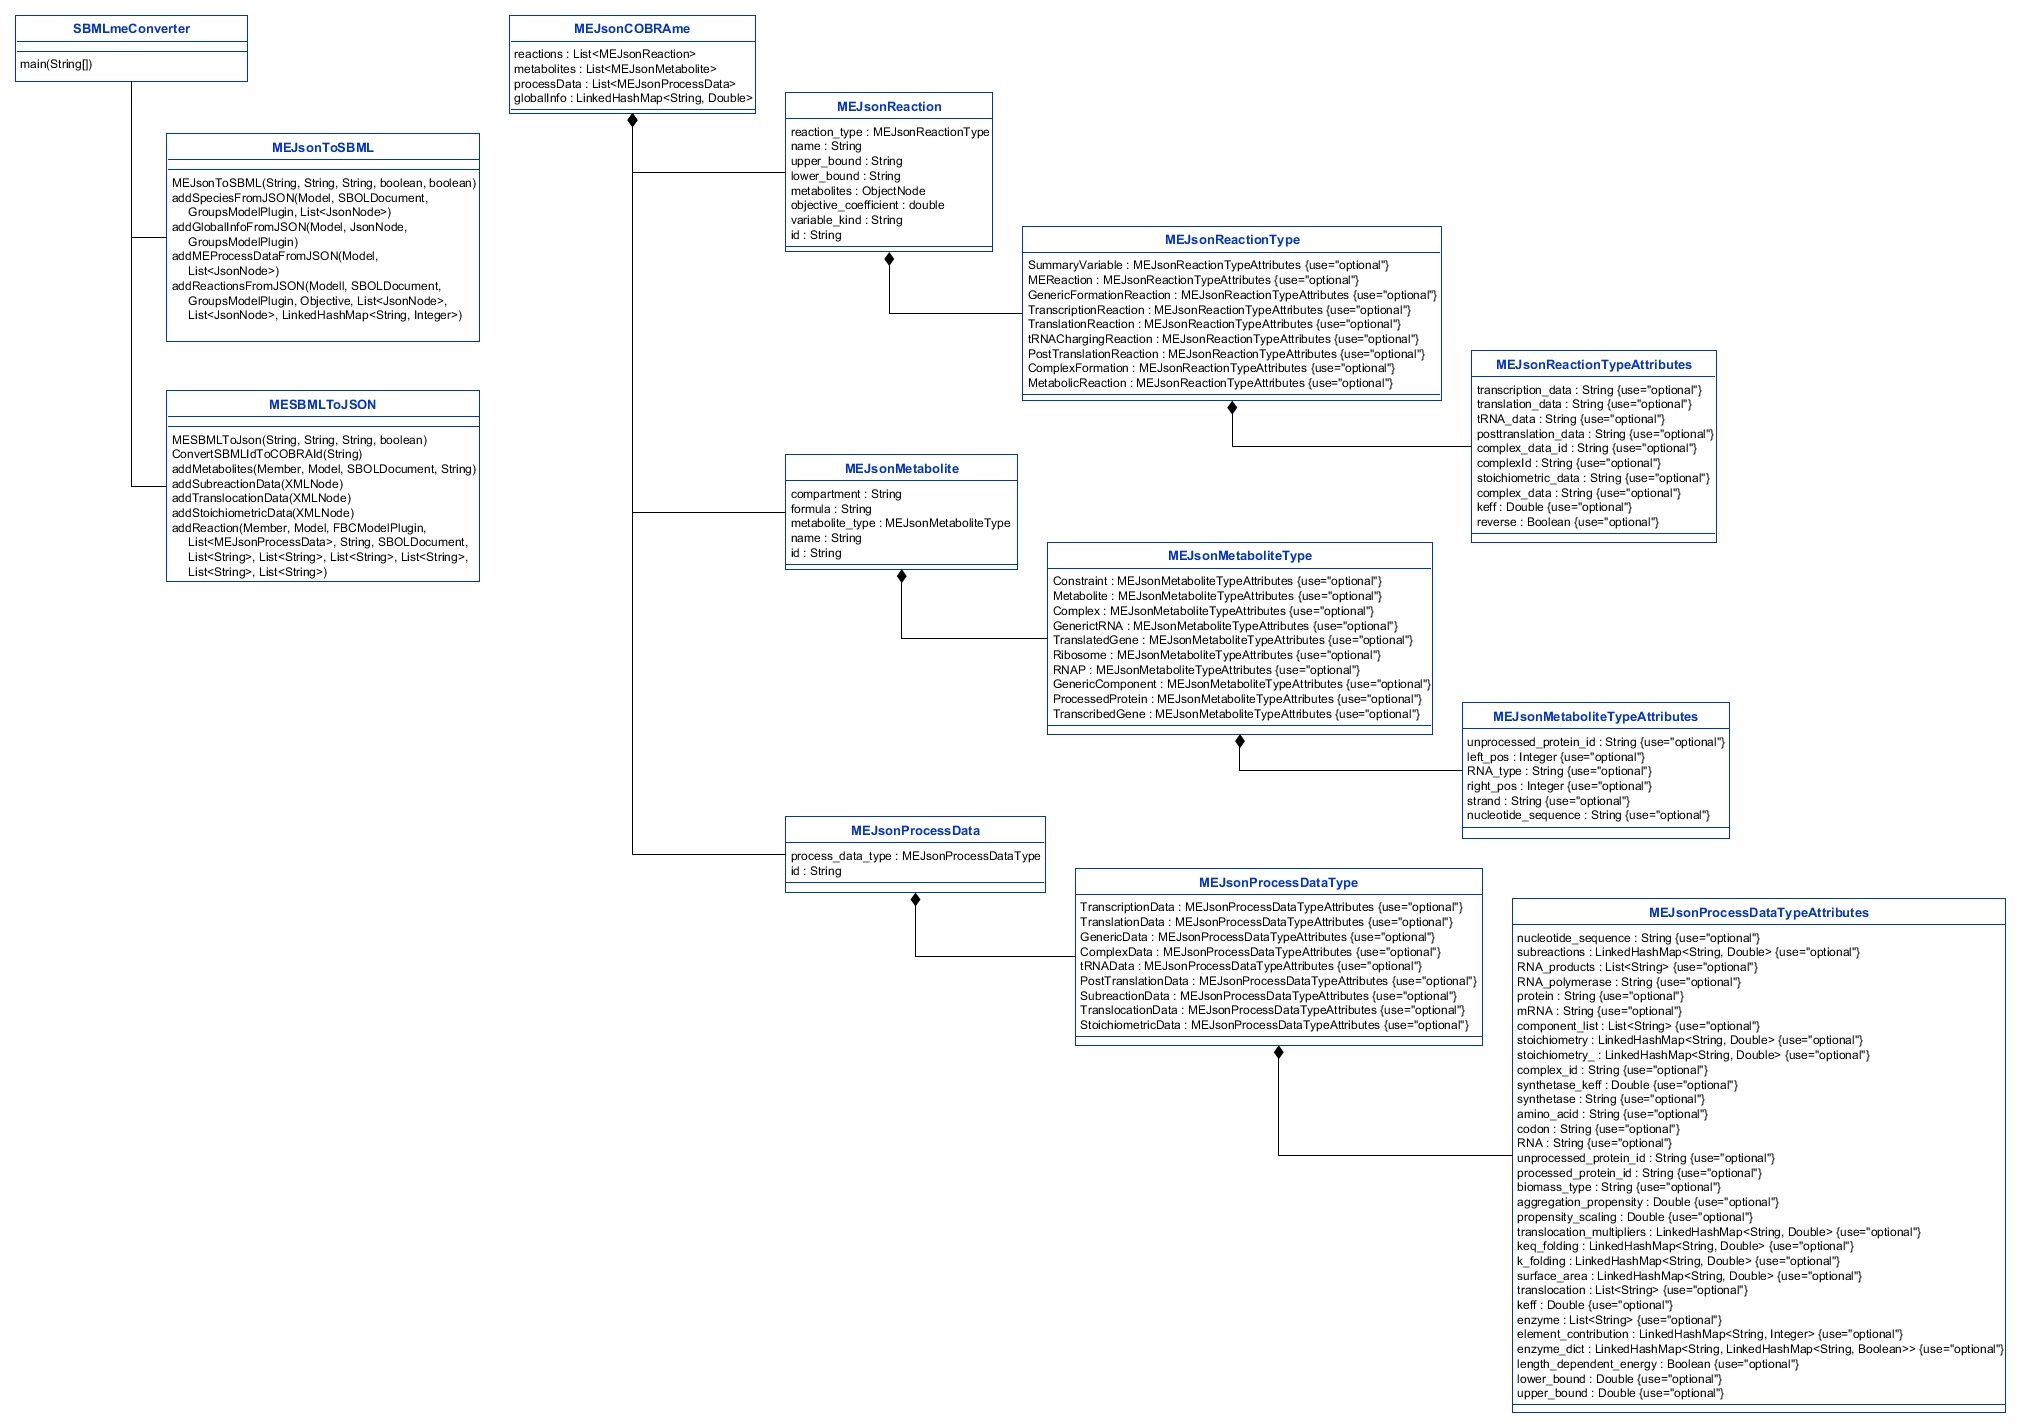 SBMLmeConverter
main(String[])
MEJsonToSBML
MEJsonToSBML(String, String, String, boolean, boolean)
addSpeciesFromJSON(Model, SBOLDocument,
GroupsModelPlugin, List<JsonNode>)
addGlobalInfoFromJSON(Model, JsonNode,
GroupsModelPlugin)
addMEProcessDataFromJSON(Model,
List<JsonNode>)
addReactionsFromJSON(Modell, SBOLDocument,
GroupsModelPlugin, Objective, List<JsonNode>,
List<JsonNode>, LinkedHashMap<String, Integer>)
MESBMLToJSON
MESBMLToJson(String, String, String, boolean)
ConvertSBMLIdToCOBRAId(String)
addMetabolites(Member, Model, SBOLDocument, String)
addSubreactionData(XMLNode)
addTranslocationData(XMLNode)
addStoichiometricData(XMLNode)
addReaction(Member, Model, FBCModelPlugin,
List<MEJsonProcessData>, String, SBOLDocument,
List<String>, List<String>, List<String>, List<String>,
List<String>, List<String>)
MEJsonCOBRAme
reactions : List<MEJsonReaction>
metabolites : List<MEJsonMetabolite>
processData : List<MEJsonProcessData>
globalInfo : LinkedHashMap<String, Double>
MEJsonReaction
reaction_type : MEJsonReactionType
name : String
upper_bound : String
lower_bound : String
metabolites : ObjectNode
objective_coefficient : double
variable_kind : String
id : String
MEJsonReactionType
SummaryVariable : MEJsonReactionTypeAttributes {use="optional"}
MEReaction : MEJsonReactionTypeAttributes {use="optional"}
GenericFormationReaction : MEJsonReactionTypeAttributes {use="optional"}
TranscriptionReaction : MEJsonReactionTypeAttributes {use="optional"}
TranslationReaction : MEJsonReactionTypeAttributes {use="optional"}
tRNAChargingReaction : MEJsonReactionTypeAttributes {use="optional"}
PostTranslationReaction : MEJsonReactionTypeAttributes {use="optional"}
ComplexFormation : MEJsonReactionTypeAttributes {use="optional"}
MetabolicReaction : MEJsonReactionTypeAttributes {use="optional"}
MEJsonReactionTypeAttributes
transcription_data : String {use="optional"}
translation_data : String {use="optional"}
tRNA_data : String {use="optional"}
posttranslation_data : String {use="optional"}
complex_data_id : String {use="optional"}
complexId : String {use="optional"}
stoichiometric_data : String {use="optional"}
complex_data : String {use="optional"}
keff : Double {use="optional"}
reverse : Boolean {use="optional"}
MEJsonMetabolite
compartment : String
formula : String
metabolite_type : MEJsonMetaboliteType
name : String
id : String
MEJsonMetaboliteType
Constraint : MEJsonMetaboliteTypeAttributes {use="optional"}
Metabolite : MEJsonMetaboliteTypeAttributes {use="optional"}
Complex : MEJsonMetaboliteTypeAttributes {use="optional"}
GenerictRNA : MEJsonMetaboliteTypeAttributes {use="optional"}
TranslatedGene : MEJsonMetaboliteTypeAttributes {use="optional"}
Ribosome : MEJsonMetaboliteTypeAttributes {use="optional"}
RNAP : MEJsonMetaboliteTypeAttributes {use="optional"}
GenericComponent : MEJsonMetaboliteTypeAttributes {use="optional"}
ProcessedProtein : MEJsonMetaboliteTypeAttributes {use="optional"}
TranscribedGene : MEJsonMetaboliteTypeAttributes {use="optional"}
MEJsonMetaboliteTypeAttributes
unprocessed_protein_id : String {use="optional"}
left_pos : Integer {use="optional"}
RNA_type : String {use="optional"}
right_pos : Integer {use="optional"}
strand : String {use="optional"}
nucleotide_sequence : String {use="optional"}
MEJsonProcessData
process_data_type : MEJsonProcessDataType
id : String
MEJsonProcessDataType
TranscriptionData : MEJsonProcessDataTypeAttributes {use="optional"}
TranslationData : MEJsonProcessDataTypeAttributes {use="optional"}
GenericData : MEJsonProcessDataTypeAttributes {use="optional"}
ComplexData : MEJsonProcessDataTypeAttributes {use="optional"}
tRNAData : MEJsonProcessDataTypeAttributes {use="optional"}
PostTranslationData : MEJsonProcessDataTypeAttributes {use="optional"}
SubreactionData : MEJsonProcessDataTypeAttributes {use="optional"}
TranslocationData : MEJsonProcessDataTypeAttributes {use="optional"}
StoichiometricData : MEJsonProcessDataTypeAttributes {use="optional"}
MEJsonProcessDataTypeAttributes
nucleotide_sequence : String {use="optional"}
subreactions : LinkedHashMap<String, Double> {use="optional"}
RNA_products : List<String> {use="optional"}
RNA_polymerase : String {use="optional"}
protein : String {use="optional"}
mRNA : String {use="optional"}
component_list : List<String> {use="optional"}
stoichiometry : LinkedHashMap<String, Double> {use="optional"}
stoichiometry_ : LinkedHashMap<String, Double> {use="optional"}
complex_id : String {use="optional"}
synthetase_keff : Double {use="optional"}
synthetase : String {use="optional"}
amino_acid : String {use="optional"}
codon : String {use="optional"}
RNA : String {use="optional"}
unprocessed_protein_id : String {use="optional"}
processed_protein_id : String {use="optional"}
biomass_type : String {use="optional"}
aggregation_propensity : Double {use="optional"}
propensity_scaling : Double {use="optional"}
translocation_multipliers : LinkedHashMap<String, Double> {use="optional"}
keq_folding : LinkedHashMap<String, Double> {use="optional"}
k_folding : LinkedHashMap<String, Double> {use="optional"}
surface_area : LinkedHashMap<String, Double> {use="optional"}
translocation : List<String> {use="optional"}
keff : Double {use="optional"}
enzyme : List<String> {use="optional"}
element_contribution : LinkedHashMap<String, Integer> {use="optional"}
enzyme_dict : LinkedHashMap<String, LinkedHashMap<String, Boolean>> {use="optional"}
length_dependent_energy : Boolean {use="optional"}
lower_bound : Double {use="optional"}
upper_bound : Double {use="optional"}